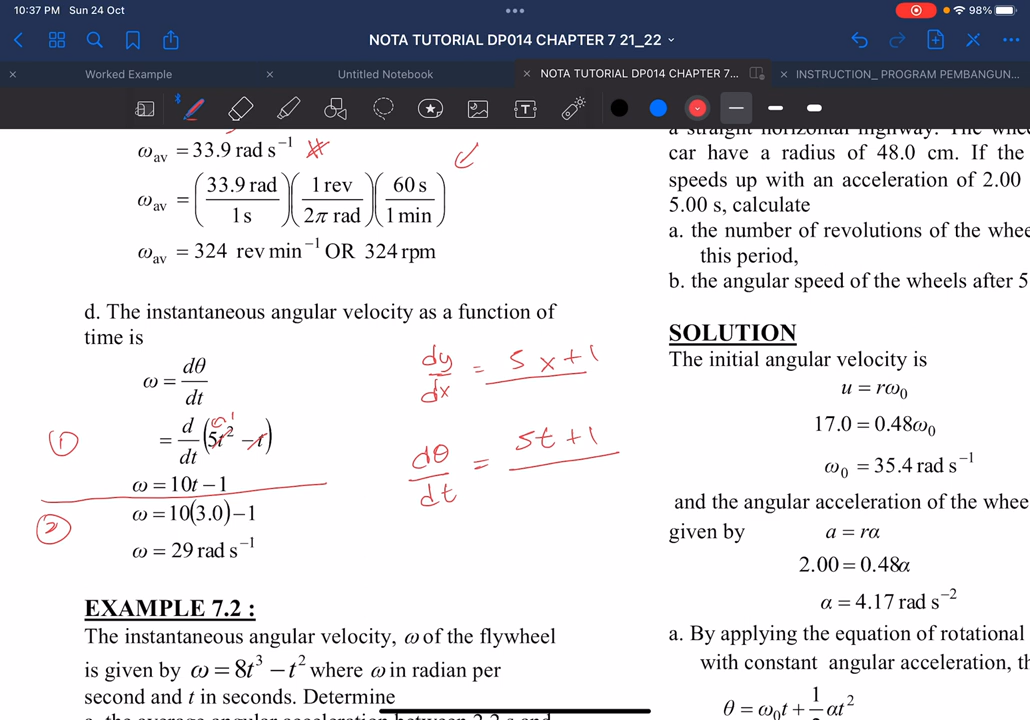 10:37 PM Sun 24 Oct
98%
NOTA TUTORIAL DP014 CHAPTER 7 21_22
Worked Example
Untitled Notebook
NOTA TUTORIAL DP014 CHAPTER 7...
INSTRUCTION_ PROGRAM PEMBANGUN...
ω_av = 33.9 rad s⁻¹
ω_av = (33.9 rad / 1 s)(1 rev / 2π rad)(60 s / 1 min)
ω_av = 324 rev min⁻¹ OR 324 rpm
d. The instantaneous angular velocity as a function of
time is
ω = dθ/dt
① = d/dt (5t² − t)
ω = 10t − 1
② ω = 10(3.0) − 1
ω = 29 rad s⁻¹
dy/dx = 5x+1
dθ/dt = 5t+1
EXAMPLE 7.2 :
The instantaneous angular velocity, ω of the flywheel
is given by ω = 8t³ − t² where ω in radian per
second and t in seconds. Determine
a straight horizontal highway. The whe
car have a radius of 48.0 cm. If the
speeds up with an acceleration of 2.00
5.00 s, calculate
a. the number of revolutions of the whee
this period,
b. the angular speed of the wheels after 5
SOLUTION
The initial angular velocity is
u = rω₀
17.0 = 0.48ω₀
ω₀ = 35.4 rad s⁻¹
and the angular acceleration of the whee
given by a = rα
2.00 = 0.48α
α = 4.17 rad s⁻²
a. By applying the equation of rotational
with constant angular acceleration, th
θ = ω₀t + 1/2 αt²